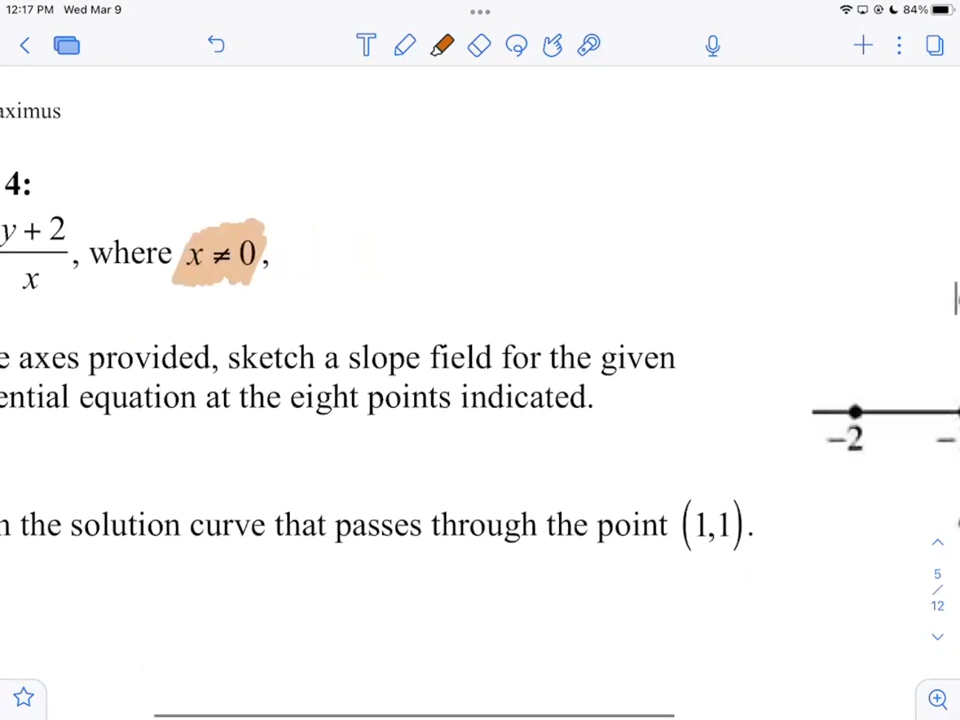 12:17 PM Wed Mar 9
84%
T
aximus
4:
y + 2
x
, where x ≠ 0,
e axes provided, sketch a slope field for the given
ential equation at the eight points indicated.
−2
n the solution curve that passes through the point (1,1).
5
/
12